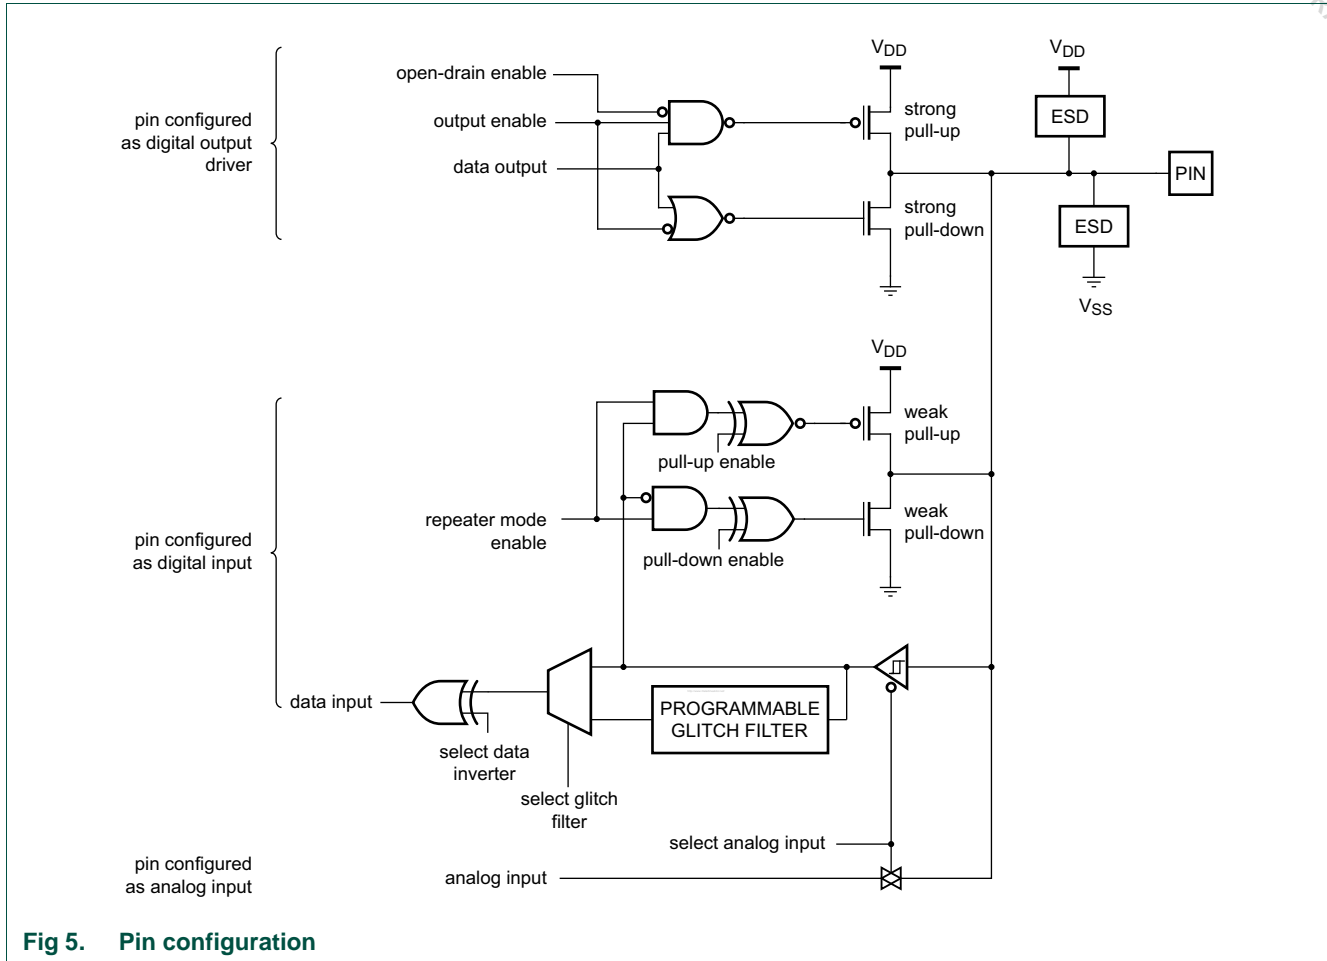 open-drain enable
output enable
data output
pin configured
as digital output
driver
VDD
strong
pull-up
strong
pull-down
VDD
ESD
ESD
VSS
PIN
VDD
weak
pull-up
weak
pull-down
pull-up enable
repeater mode
enable
pull-down enable
pin configured
as digital input
data input
select data
inverter
select glitch
filter
PROGRAMMABLE
GLITCH FILTER
select analog input
analog input
pin configured
as analog input
Fig 5. Pin configuration